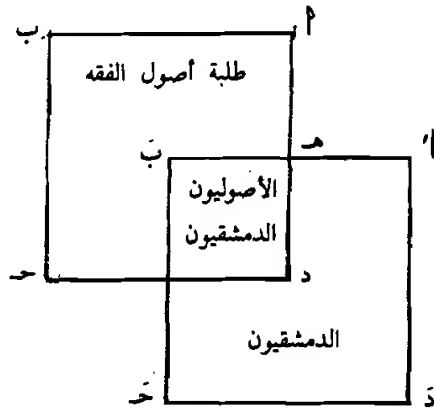 أ
ب
طلبة أصول الفقه
أَ
هـ
بَ
الأصوليون
الدمشقيون
د
حـ
الدمشقيون
دَ
حَـ